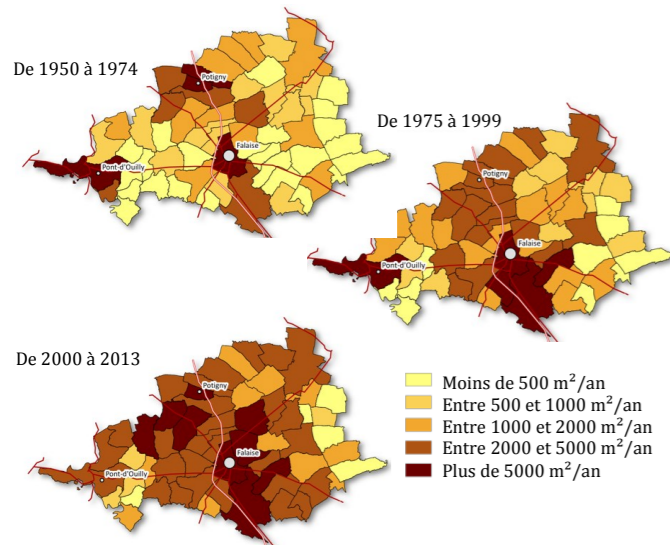 De 1950 à 1974
Potigny
Falaise
Pont-d'Ouilly
De 1975 à 1999
Potigny
Falaise
Pont-d'Ouilly
De 2000 à 2013
Potigny
Falaise
Pont-d'Ouilly
Moins de 500 m²/an
Entre 500 et 1000 m²/an
Entre 1000 et 2000 m²/an
Entre 2000 et 5000 m²/an
Plus de 5000 m²/an